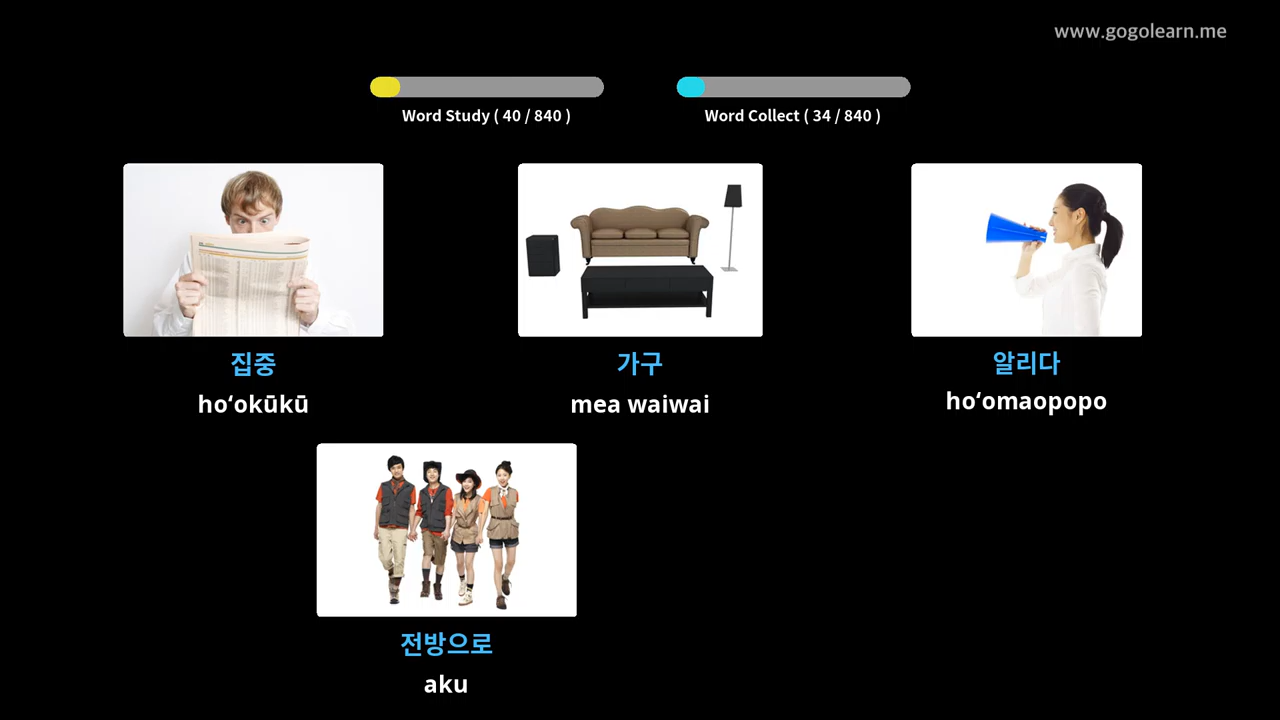 www.gogolearn.me
Word Study ( 40 / 840 )
Word Collect ( 34 / 840 )
집중
hoʻokūkū
가구
mea waiwai
알리다
hoʻomaopopo
전방으로
aku